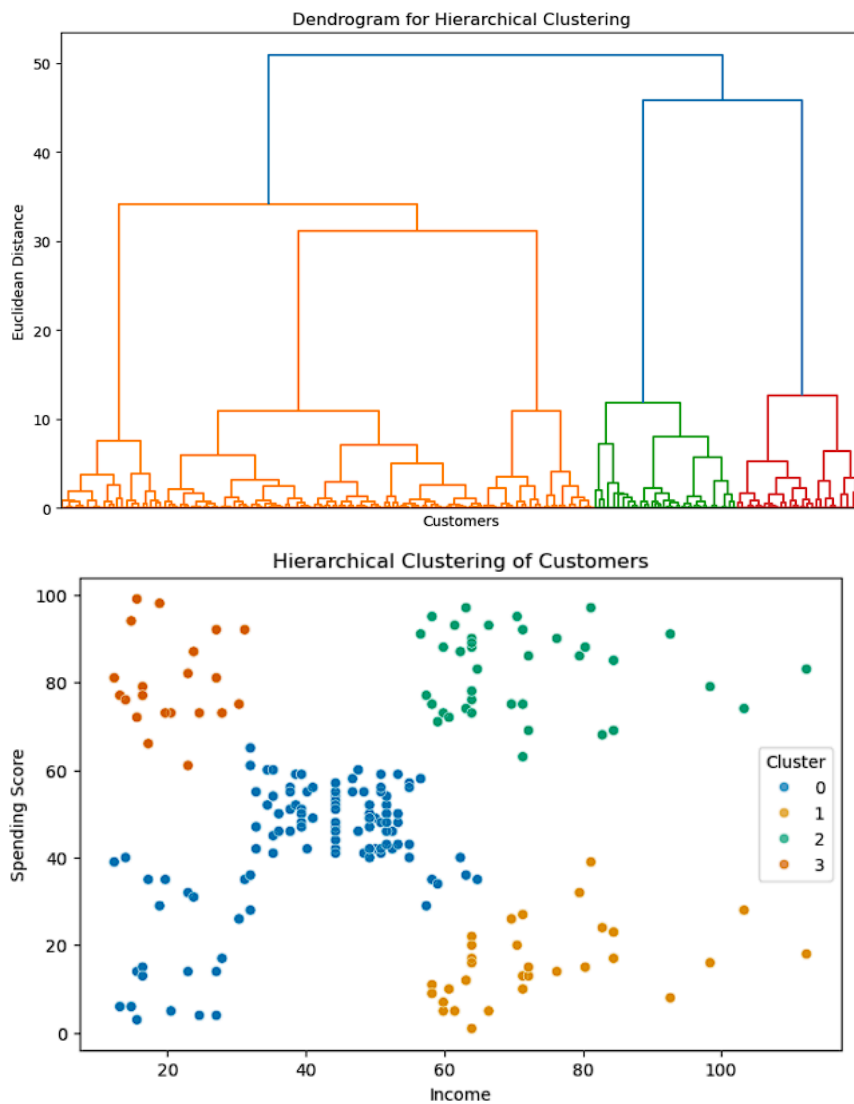 Dendrogram for Hierarchical Clustering
50
40
30
20
10
0
Euclidean Distance
Customers
Hierarchical Clustering of Customers
100
80
60
40
20
0
Spending Score
Cluster
0
1
2
3
20 40 60 80 100
Income